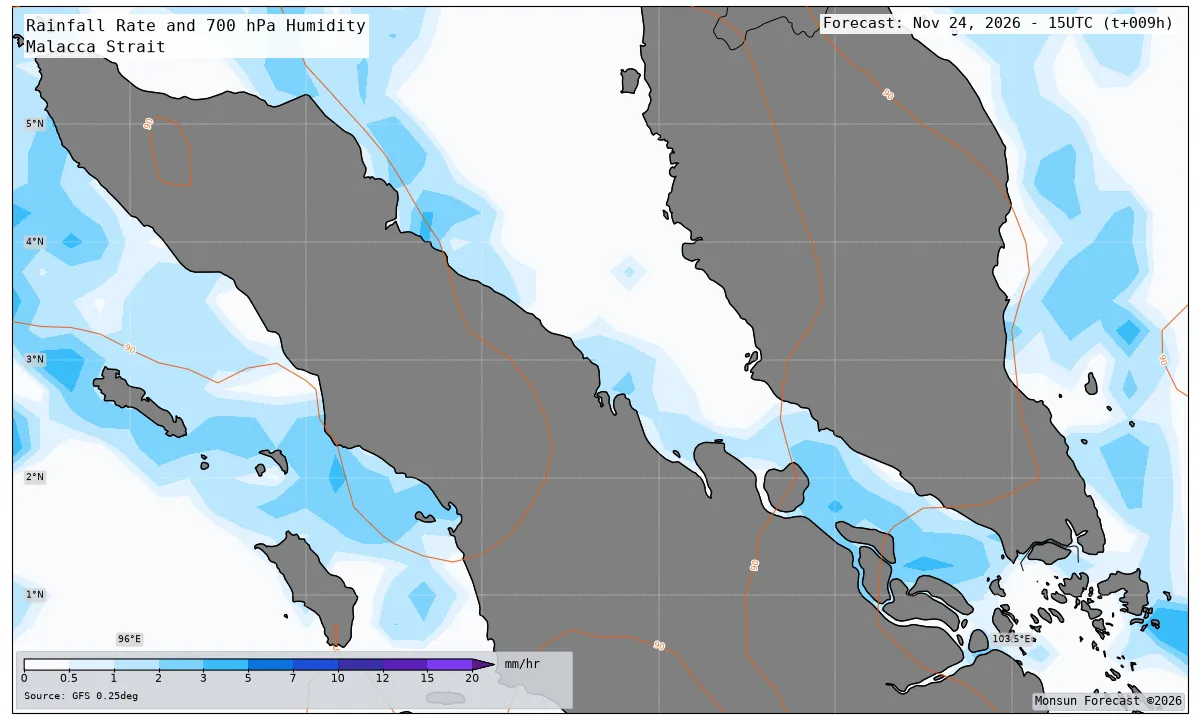 Rainfall Rate and 700 hPa Humidity
Malacca Strait
Forecast: Nov 24, 2026 - 15UTC (t+009h)
90
90
5°N
4°N
3°N
90
90
2°N
90
1°N
96°E
103.5°E
90
mm/hr
0 0.5 1 2 3 5 7 10 12 15 20
Source: GFS 0.25deg
Monsun Forecast ©2026